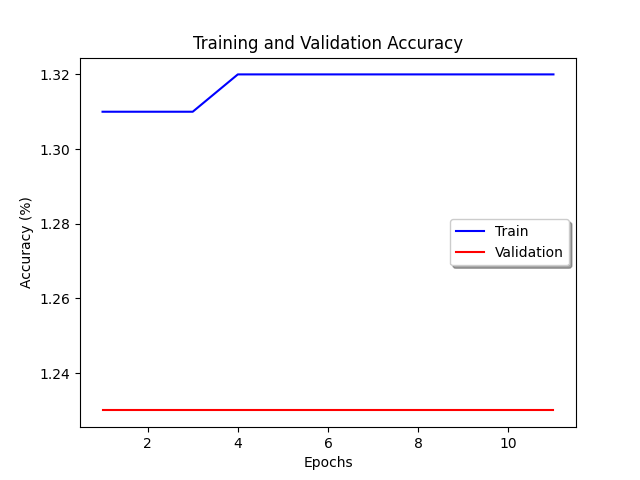 Training and Validation Accuracy
1.32
1.30
1.28
1.26
1.24
Accuracy (%)
Train
Validation
2 4 6 8 10
Epochs